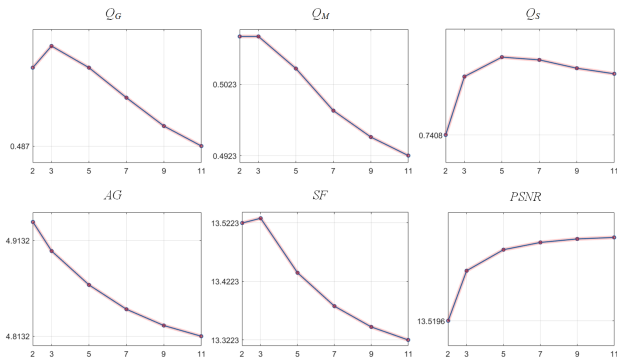 Q_G
Q_M
Q_S
0.487
2 3 5 7 9 11
0.5023
0.4923
2 3 5 7 9 11
0.7408
2 3 5 7 9 11
AG
SF
PSNR
4.9132
4.8132
2 3 5 7 9 11
13.5223
13.4223
13.3223
2 3 5 7 9 11
13.5196
2 3 5 7 9 11